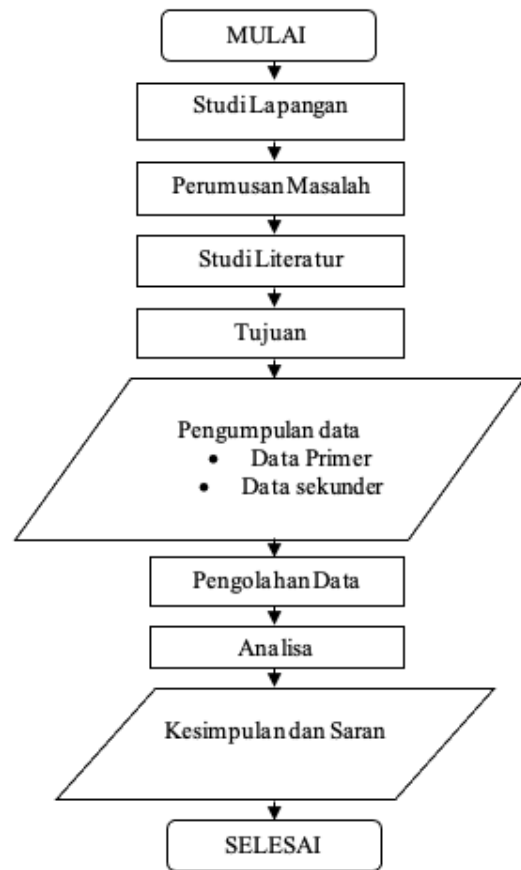 MULAI
Studi Lapangan
Perumusan Masalah
Studi Literatur
Tujuan
Pengumpulan data
• Data Primer
• Data sekunder
Pengolahan Data
Analisa
Kesimpulan dan Saran
SELESAI